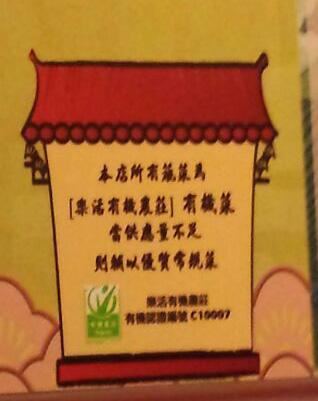 本店所有蔬菜為
[樂活有機農莊] 有機菜
當供應量不足
則輔以優質常規菜
樂活有機農莊
有機認證編號 C10007